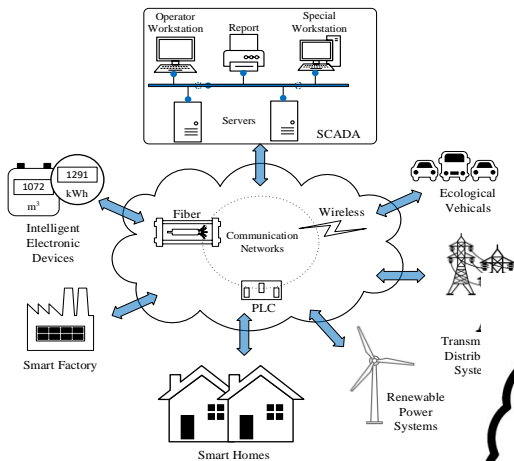 Operator
Workstation
Report
Special
Workstation
Servers
SCADA
1291
kWh
1072
m³
Intelligent
Electronic
Devices
Fiber
Wireless
Communication
Networks
PLC
Ecological
Vehicals
Smart Factory
Smart Homes
Renewable
Power
Systems